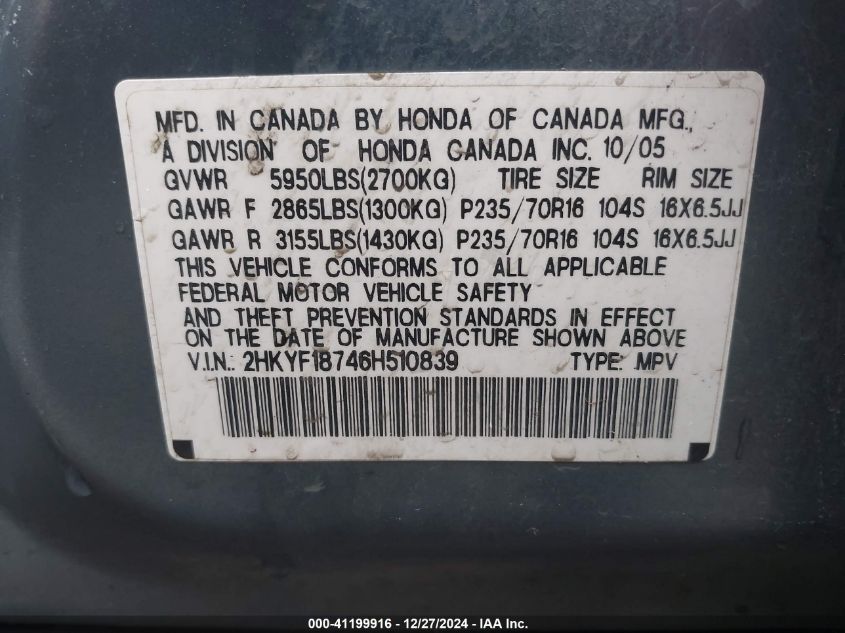 MFD. IN CANADA BY HONDA OF CANADA MFG.,
A DIVISION OF HONDA CANADA INC. 10/05
GVWR 5950LBS(2700KG) TIRE SIZE RIM SIZE
GAWR F 2865LBS(1300KG) P235/70R16 104S 16X6.5JJ
GAWR R 3155LBS(1430KG) P235/70R16 104S 16X6.5JJ
THIS VEHICLE CONFORMS TO ALL APPLICABLE
FEDERAL MOTOR VEHICLE SAFETY
AND THEFT PREVENTION STANDARDS IN EFFECT
ON THE DATE OF MANUFACTURE SHOWN ABOVE
V.I.N.: 2HKYF18746H510839 TYPE: MPV
000-41199916 - 12/27/2024 - IAA Inc.